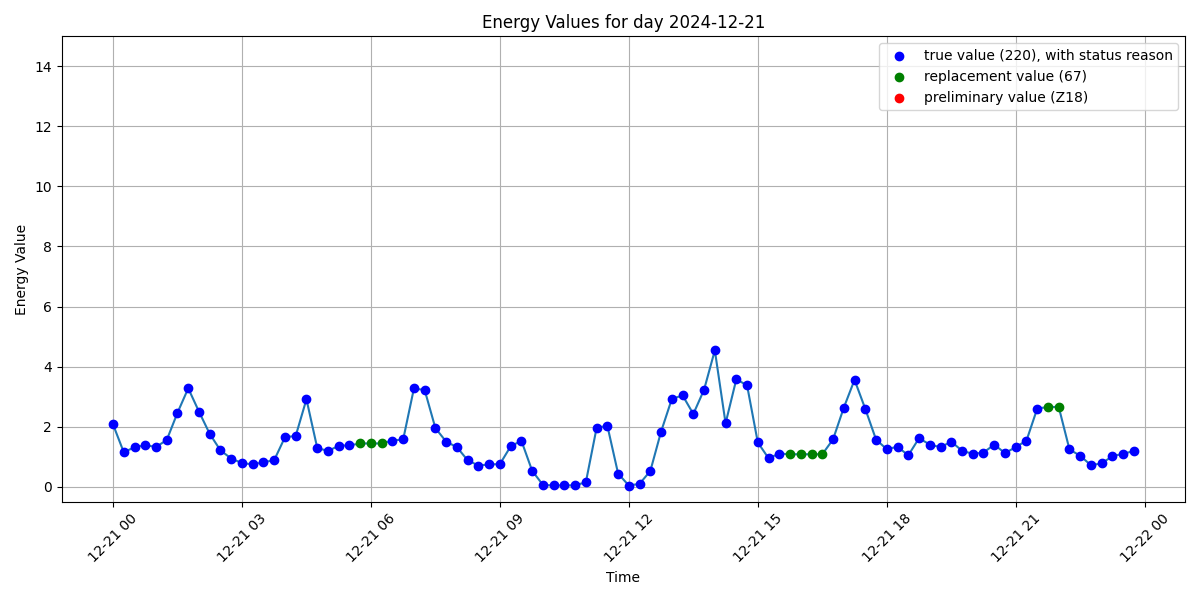 Energy Values for day 2024-12-21
true value (220), with status reason
replacement value (67)
preliminary value (Z18)
Energy Value
14
12
10
8
6
4
2
0
12-21 00
12-21 03
12-21 06
12-21 09
12-21 12
12-21 15
12-21 18
12-21 21
12-22 00
Time